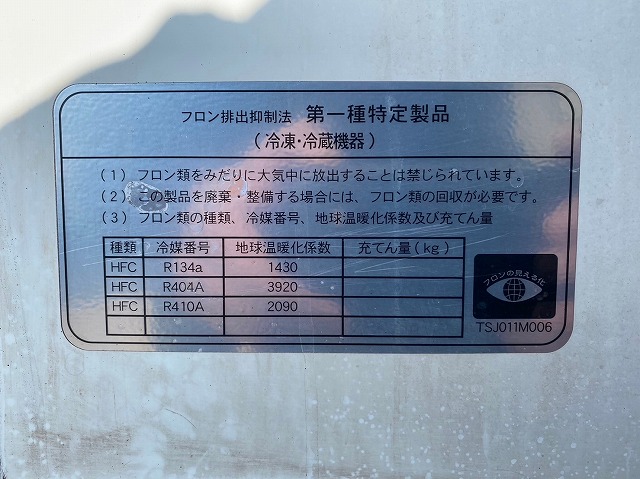 フロン排出抑制法 第一種特定製品
(冷凍・冷蔵機器)
(1) フロン類をみだりに大気中に放出することは禁じられています。
(2) この製品を廃棄・整備する場合には、フロン類の回収が必要です。
(3) フロン類の種類、冷媒番号、地球温暖化係数及び充てん量
種類 冷媒番号 地球温暖化係数 充てん量(kg)
HFC R134a 1430
HFC R404A 3920
HFC R410A 2090
フロンの見える化
TSJ011M006